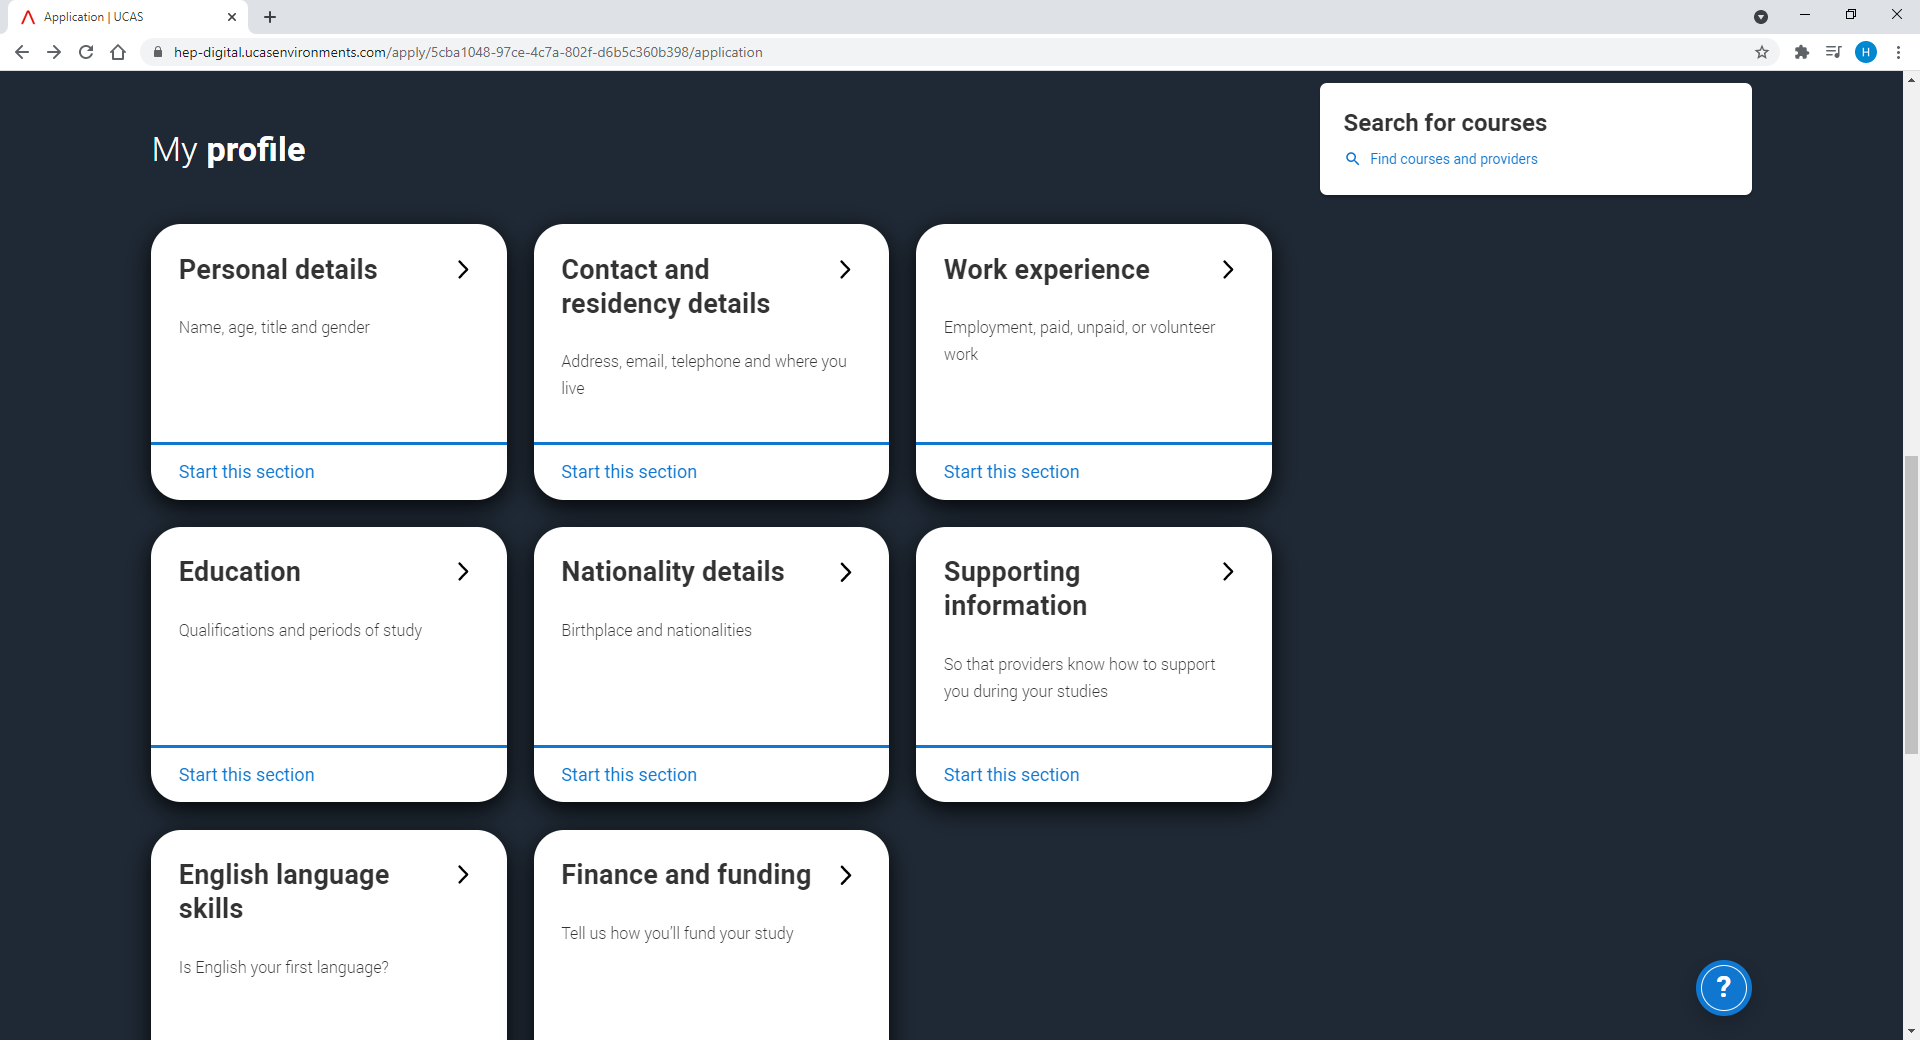 Application | UCAS
hep-digital.ucasenvironments.com/apply/5cba1048-97ce-4c7a-802f-d6b5c360b398/application
H
My profile
Search for courses
Find courses and providers
Personal details
Name, age, title and gender
Start this section
Contact and
residency details
Address, email, telephone and where you
live
Start this section
Work experience
Employment, paid, unpaid, or volunteer
work
Start this section
Education
Qualifications and periods of study
Start this section
Nationality details
Birthplace and nationalities
Start this section
Supporting
information
So that providers know how to support
you during your studies
Start this section
English language
skills
Is English your first language?
Finance and funding
Tell us how you'll fund your study
?